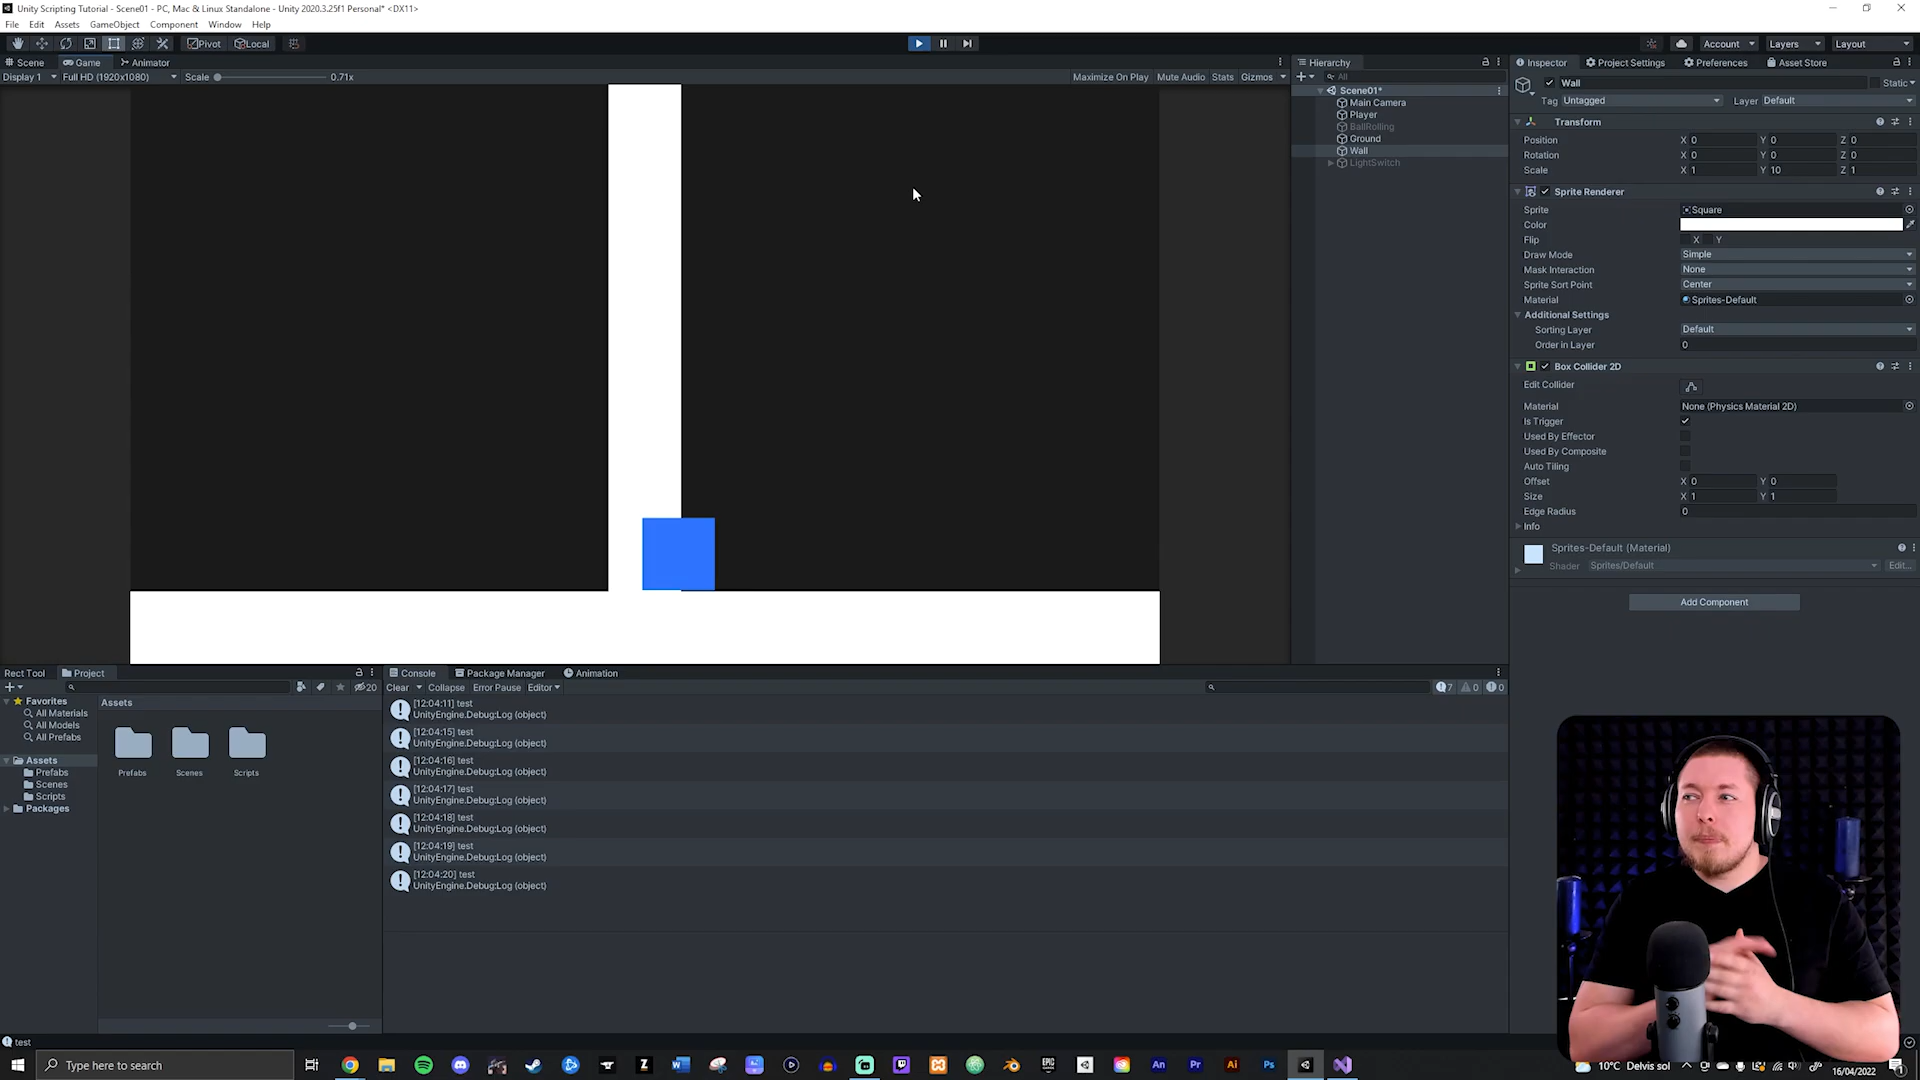 Unity Scripting Tutorial - Scene01 - PC, Mac & Linux Standalone - Unity 2020.3.25f1 Personal* <DX11>
File Edit Assets GameObject Component Window Help
Pivot Local Account Layers Layout
Scene Game Animator
Display 1 Full HD (1920x1080) Scale 0.71x Maximize On Play Mute Audio Stats Gizmos
Hierarchy
All
Scene01*
Main Camera
Player
BallRolling
Ground
Wall
LightSwitch
Inspector Project Settings Preferences Asset Store
Wall Static
Tag Untagged Layer Default
Transform
Position X 0 Y 0 Z 0
Rotation X 0 Y 0 Z 0
Scale X 1 Y 10 Z 1
Sprite Renderer
Sprite Square
Color
Flip X Y
Draw Mode Simple
Mask Interaction None
Sprite Sort Point Center
Material Sprites-Default
Additional Settings
Sorting Layer Default
Order in Layer 0
Box Collider 2D
Edit Collider
Material None (Physics Material 2D)
Is Trigger
Used By Effector
Used By Composite
Auto Tiling
Offset X 0 Y 0
Size X 1 Y 1
Edge Radius 0
Info
Sprites-Default (Material)
Shader Sprites/Default Edit...
Add Component
Rect Tool Project
20
Favorites
All Materials
All Models
All Prefabs
Assets
Prefabs
Scenes
Scripts
Packages
Assets
Prefabs Scenes Scripts
Console Package Manager Animation
Clear Collapse Error Pause Editor 7 0 0
[12:04:11] test
UnityEngine.Debug:Log (object)
[12:04:15] test
UnityEngine.Debug:Log (object)
[12:04:16] test
UnityEngine.Debug:Log (object)
[12:04:17] test
UnityEngine.Debug:Log (object)
[12:04:18] test
UnityEngine.Debug:Log (object)
[12:04:19] test
UnityEngine.Debug:Log (object)
[12:04:20] test
UnityEngine.Debug:Log (object)
test
Type here to search
Z
EPIC
An
Pr
Ai
Ps
10°C Delvis sol
16/04/2022